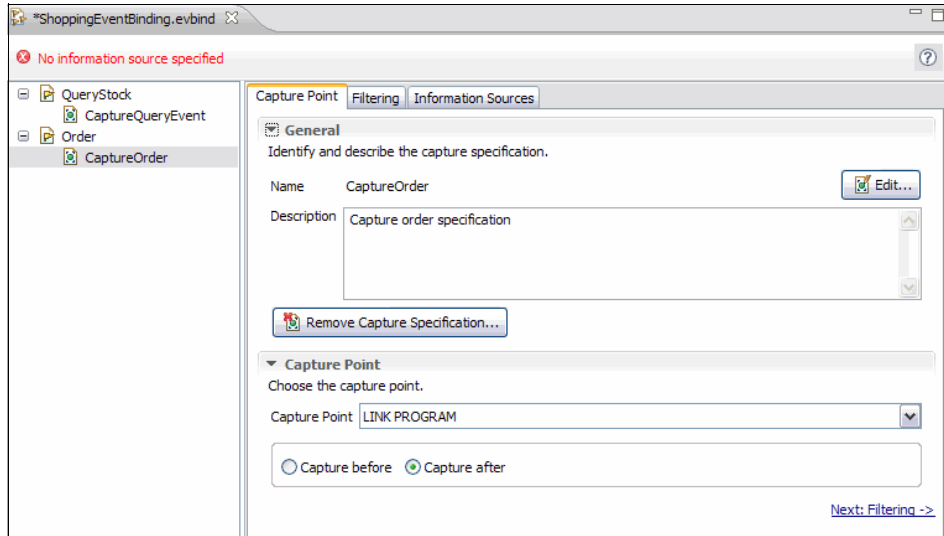 *ShoppingEventBinding.evbind
No information source specified
QueryStock
CaptureQueryEvent
Order
CaptureOrder
Capture Point Filtering Information Sources
General
Identify and describe the capture specification.
Name CaptureOrder Edit...
Description Capture order specification
Remove Capture Specification...
Capture Point
Choose the capture point.
Capture Point LINK PROGRAM
Capture before Capture after
Next: Filtering ->